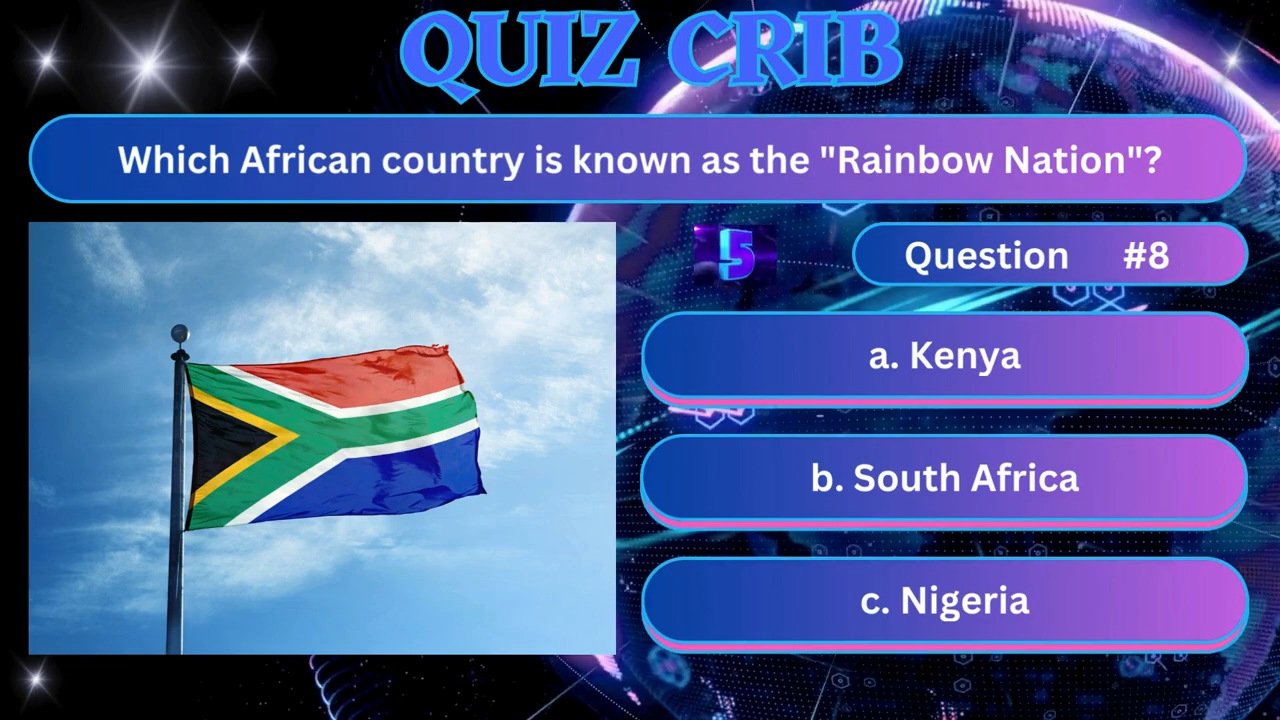 QUIZ CRIB
Which African country is known as the "Rainbow Nation"?
5
Question #8
a. Kenya
b. South Africa
c. Nigeria